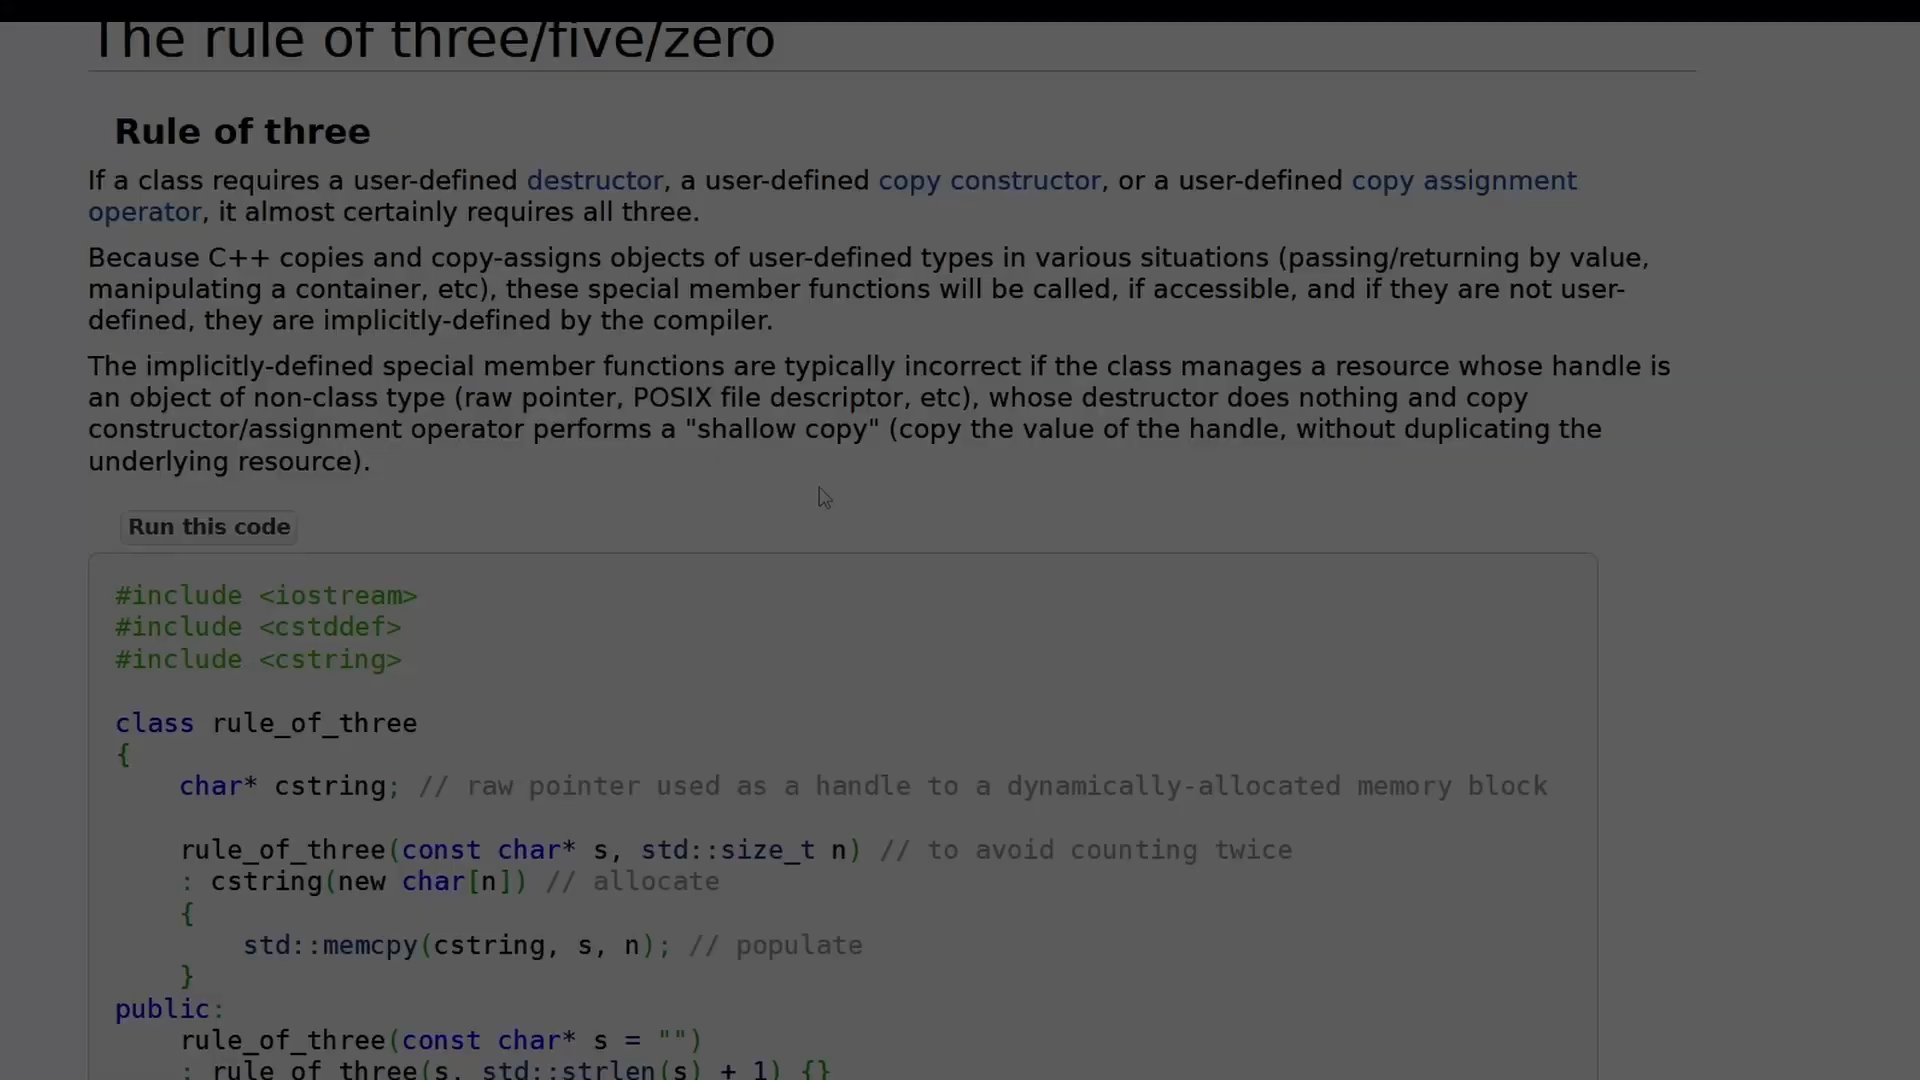 The rule of three/five/zero
Rule of three
If a class requires a user-defined destructor, a user-defined copy constructor, or a user-defined copy assignment
operator, it almost certainly requires all three.
Because C++ copies and copy-assigns objects of user-defined types in various situations (passing/returning by value,
manipulating a container, etc), these special member functions will be called, if accessible, and if they are not user-
defined, they are implicitly-defined by the compiler.
The implicitly-defined special member functions are typically incorrect if the class manages a resource whose handle is
an object of non-class type (raw pointer, POSIX file descriptor, etc), whose destructor does nothing and copy
constructor/assignment operator performs a "shallow copy" (copy the value of the handle, without duplicating the
underlying resource).
Run this code
#include <iostream>
#include <cstddef>
#include <cstring>
class rule_of_three
{
char* cstring; // raw pointer used as a handle to a dynamically-allocated memory block
rule_of_three(const char* s, std::size_t n) // to avoid counting twice
: cstring(new char[n]) // allocate
{
std::memcpy(cstring, s, n); // populate
}
public:
rule_of_three(const char* s = "")
: rule_of_three(s, std::strlen(s) + 1) {}